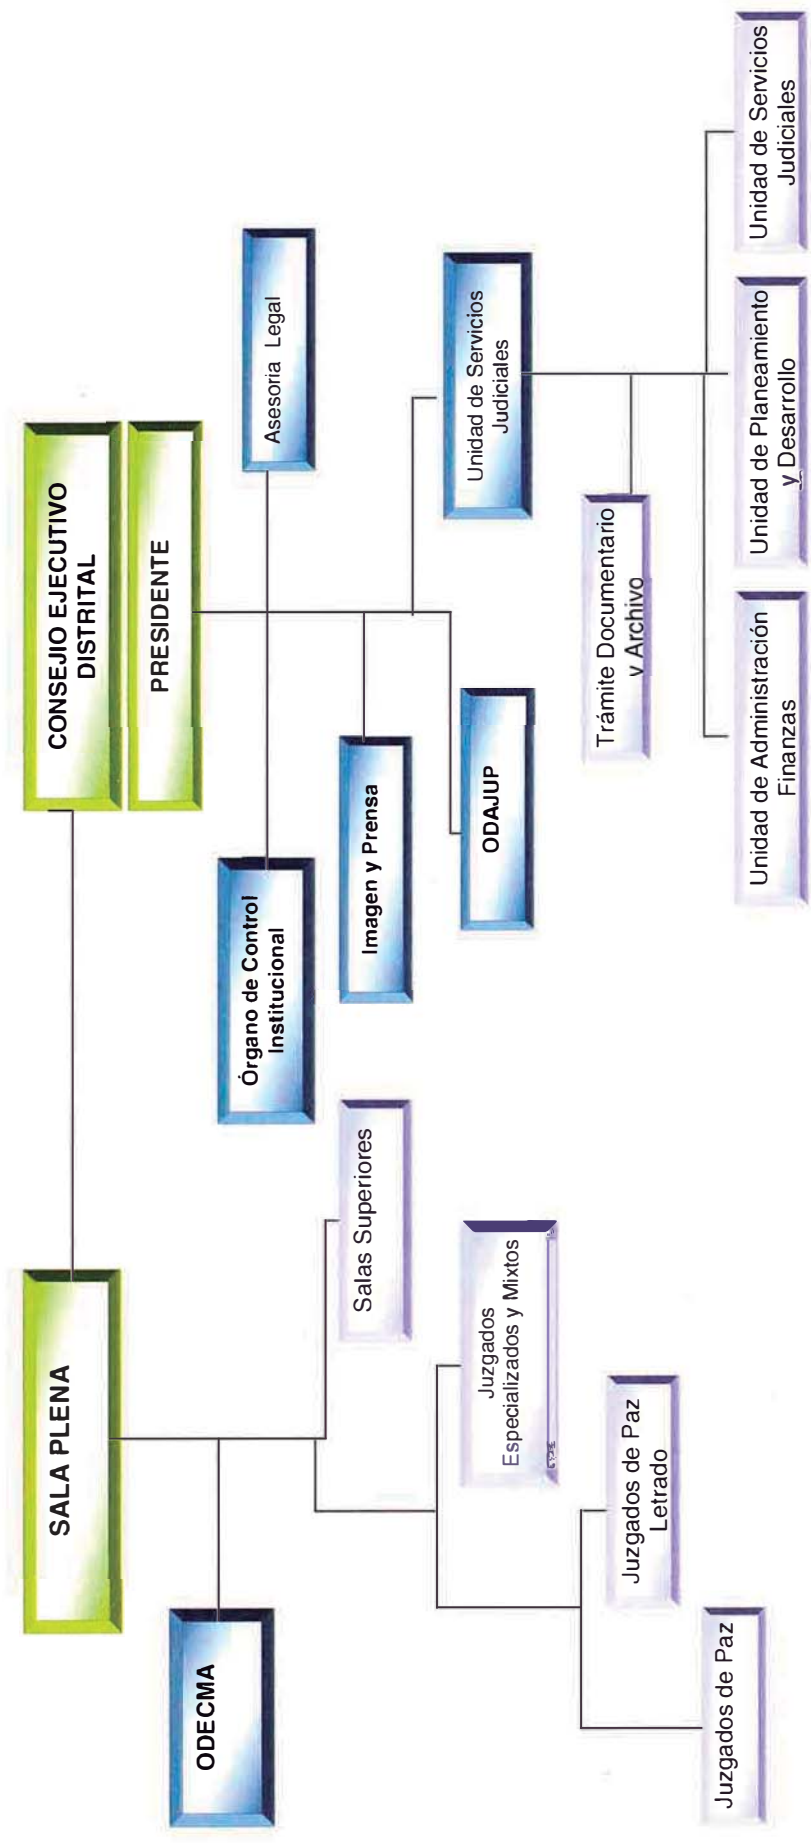 SALA PLENA
CONSEJIO EJECUTIVO
DISTRITAL
PRESIDENTE
ODECMA
Órgano de Control
Institucional
Asesoría Legal
Salas Superiores
Imagen y Prensa
Juzgados
Especializados y Mixtos
ODAJUP
Unidad de Servicios
Judiciales
Juzgados de Paz
Letrado
Trámite Documentario
y Archivo
Juzgados de Paz
Unidad de Administración
Finanzas
Unidad de Planeamiento
y Desarrollo
Unidad de Servicios
Judiciales